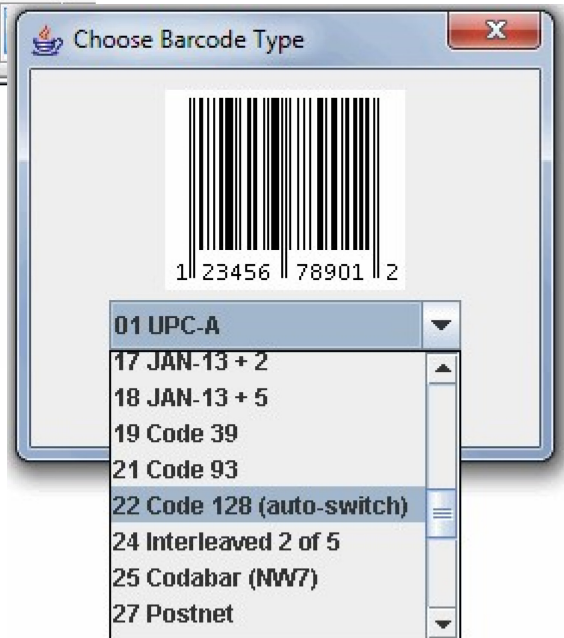 Choose Barcode Type
1 23456 78901 2
01 UPC-A
17 JAN-13 + 2
18 JAN-13 + 5
19 Code 39
21 Code 93
22 Code 128 (auto-switch)
24 Interleaved 2 of 5
25 Codabar (NW7)
27 Postnet